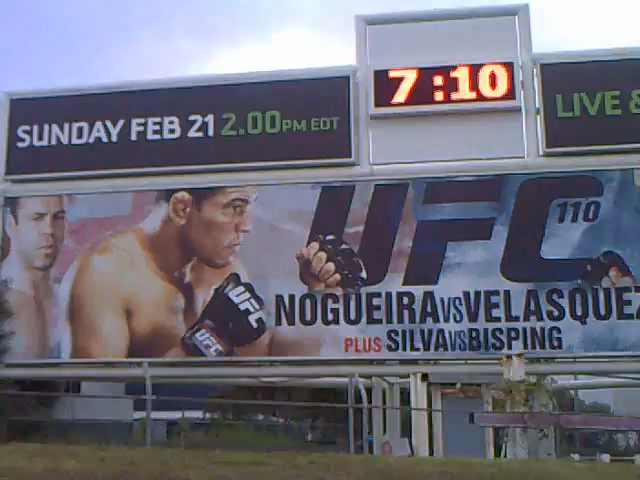 7:10
SUNDAY FEB 21 2.00PM EDT
LIVE &
UFC 110
NOGUEIRA VS VELASQUEZ
PLUS SILVA VS BISPING
UFC
UFC